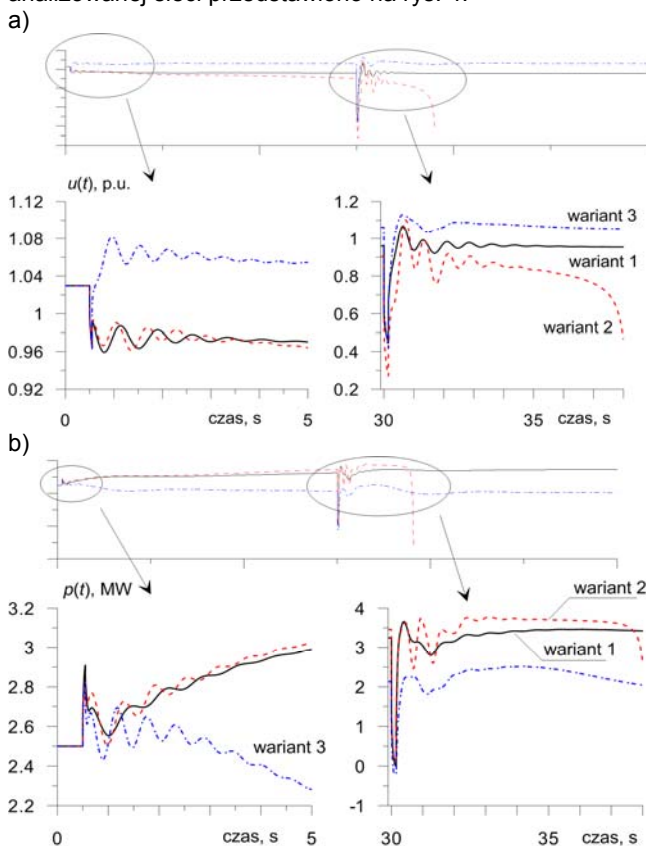 analizowanej sieci przedstawione na rys. 4.
a)
u(t), p.u.
1.12
1.08
1.04
1
0.96
0.92
0
czas, s
5
1.2
1
0.8
0.6
0.4
0.2
wariant 3
wariant 1
wariant 2
30
35
czas, s
b)
p(t), MW
3.2
3
2.8
2.6
2.4
2.2
wariant 3
0
czas, s
5
4
3
2
1
0
-1
wariant 2
wariant 1
30
35
czas, s